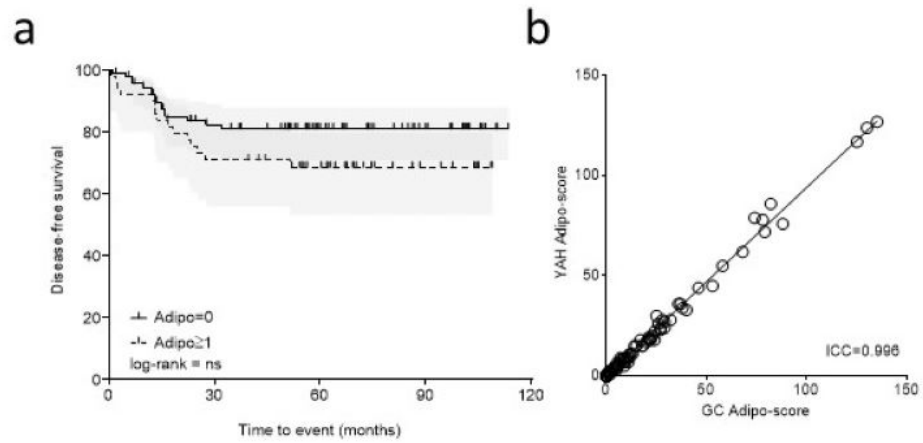 a
100
80
60
40
20
0
Disease-free survival
Adipo=0
Adipo≥1
log-rank = ns
0
30
60
90
120
Time to event (months)
b
150
100
50
0
YAH Adipo-score
ICC=0.996
0
50
100
150
GC Adipo-score